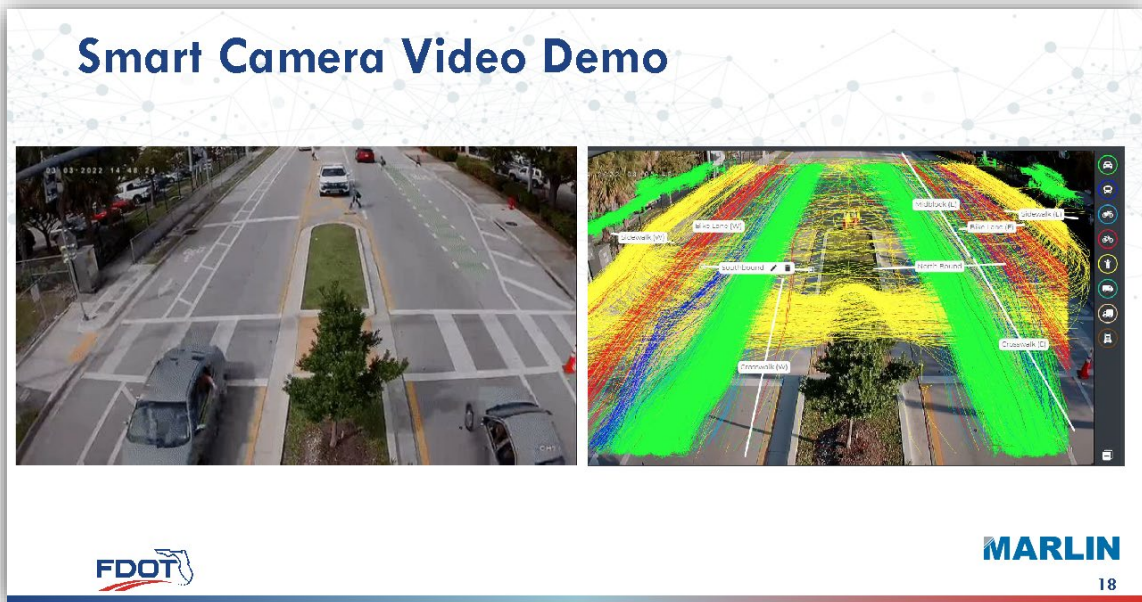 Smart Camera Video Demo
03-03-2022 14:48:24
Midblock (E)
Sidewalk (E)
Bike Lane (W)
Bike Lane (E)
Sidewalk (W)
Southbound
North Bound
Crosswalk (E)
Crosswalk (W)
FDOT
MARLIN
18